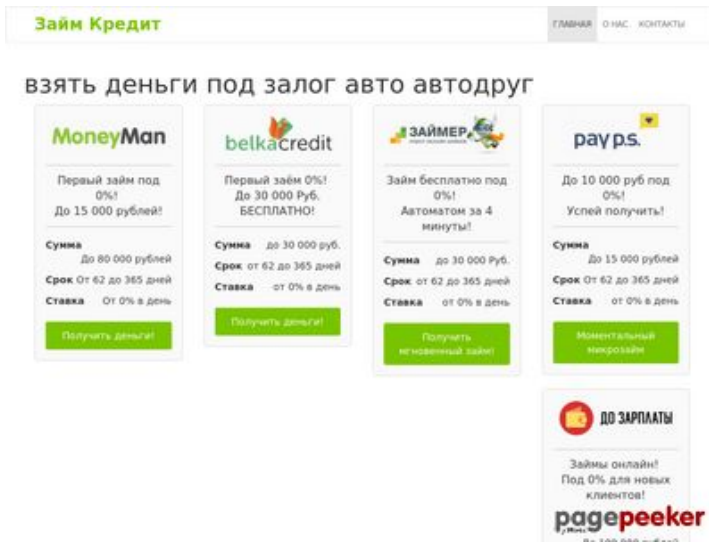 Займ Кредит
ГЛАВНАЯ О НАС КОНТАКТЫ
взять деньги под залог авто автодруг
MoneyMan
Первый займ под
0%!
До 15 000 рублей!
Сумма
До 80 000 рублей
Срок От 62 до 365 дней
Ставка От 0% в день
Получить деньги!
belkacredit
Первый заём 0%!
До 30 000 Руб.
БЕСПЛАТНО!
Сумма до 30 000 руб.
Срок от 62 до 365 дней
Ставка от 0% в день
Получить деньги!
ЗАЙМЕР
Займ бесплатно под
0%!
Автоматом за 4
минуты!
Сумма до 30 000 Руб.
Срок от 62 до 365 дней
Ставка от 0% в день
Получить
мгновенный займ!
pay p.s.
До 10 000 руб под
0%!
Успей получить!
Сумма
До 15 000 рублей
Срок От 62 до 365 дней
Ставка От 0% в день
Моментальный
микрозайм
ДО ЗАРПЛАТЫ
Займы онлайн!
Под 0% для новых
клиентов!
pagepeeker
До 100 000 рублей